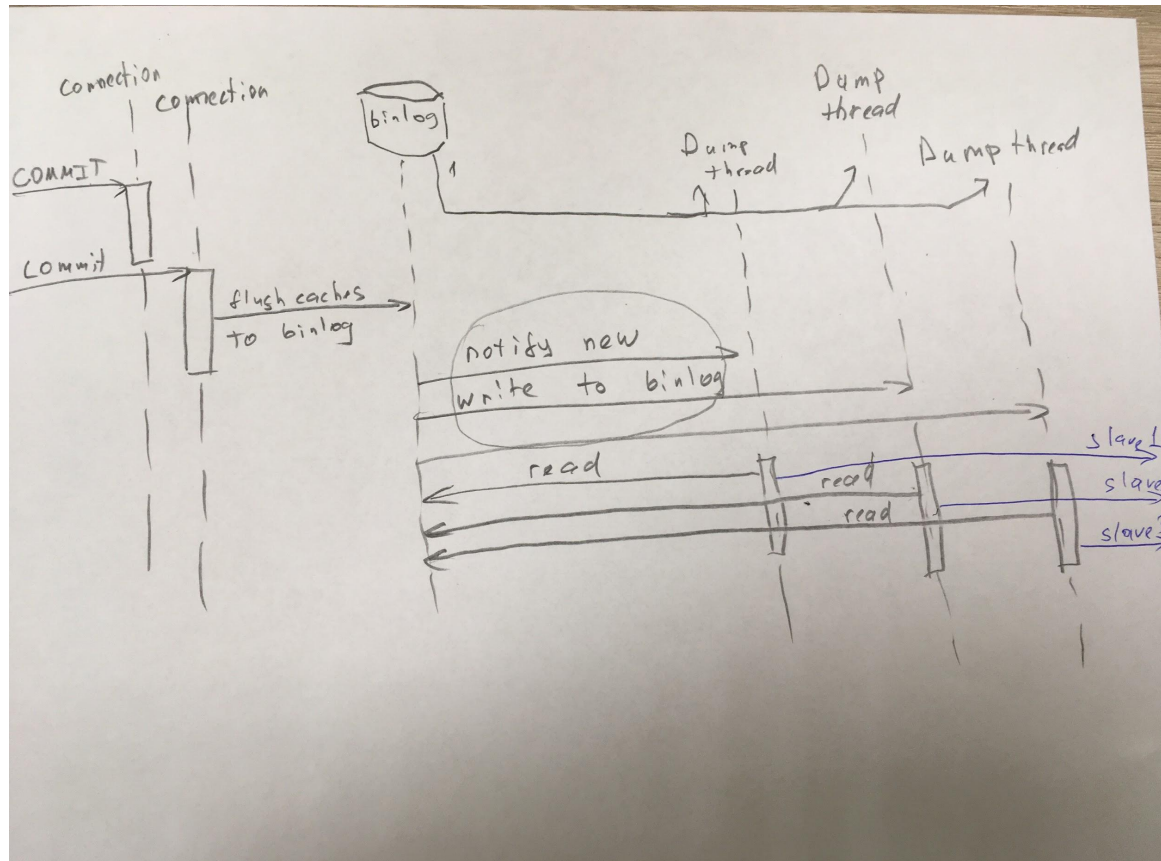 connection
connection
binlog
1
Dump
thread
Dump
thread
Dump thread
COMMIT
Commit
flush caches
to binlog
notify new
write to binlog
read
read
read
slave1
slave
slave